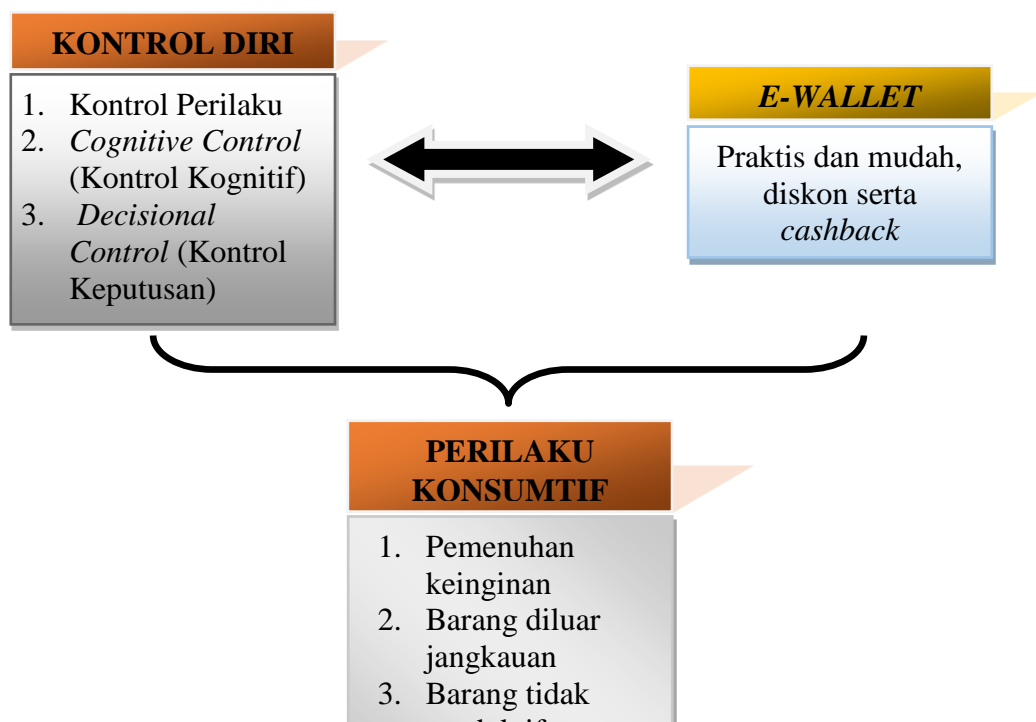 KONTROL DIRI
1. Kontrol Perilaku
2. Cognitive Control
(Kontrol Kognitif)
3. Decisional
Control (Kontrol
Keputusan)
E-WALLET
Praktis dan mudah,
diskon serta
cashback
PERILAKU
KONSUMTIF
1. Pemenuhan
keinginan
2. Barang diluar
jangkauan
3. Barang tidak